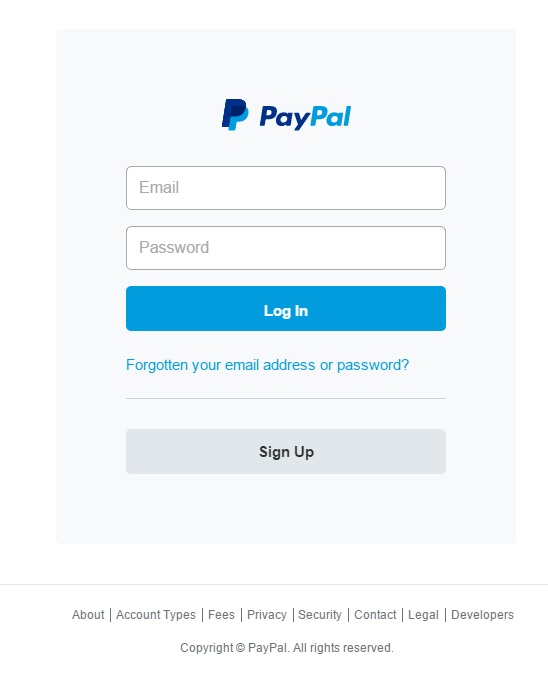 PayPal
Email
Password
Log In
Forgotten your email address or password?
Sign Up
About | Account Types | Fees | Privacy | Security | Contact | Legal | Developers
Copyright © PayPal. All rights reserved.